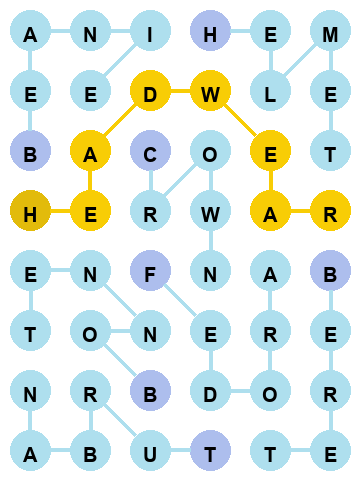 A N I H E M
E E D W L E
B A C O E T
H E R W A R
E N F N A B
T O N E R E
N R B D O R
A B U T T E